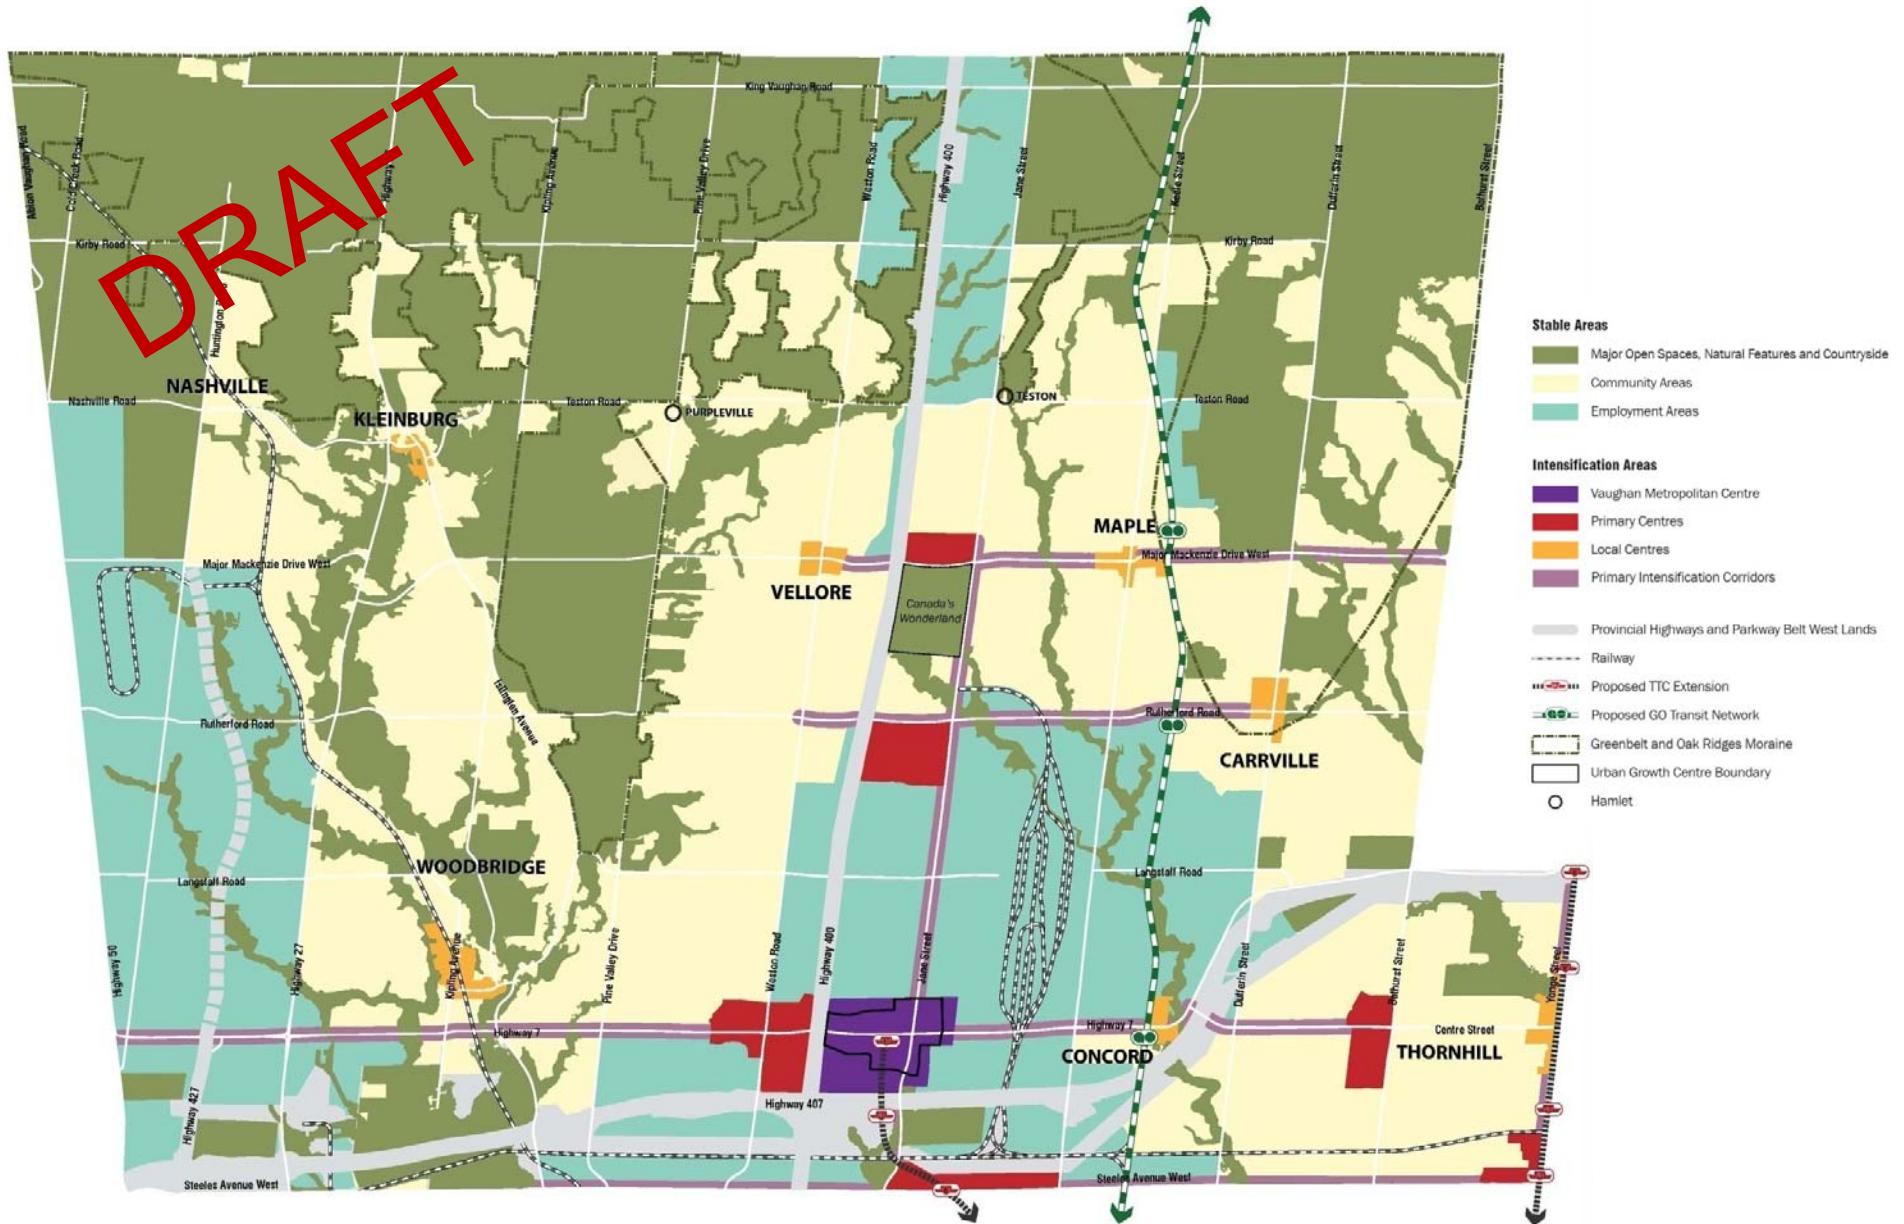 DRAFT
King Vaughan Road
Albion Vaughan Road
Cold Creek Road
Highway
Kipling Avenue
Pine Valley Drive
Weston Road
Highway 400
Jane Street
Keele Street
Dufferin Street
Bathurst Street
Kirby Road
Kirby Road
Huntington
NASHVILLE
Nashville Road
KLEINBURG
Teston Road
PURPLEVILLE
TESTON
Teston Road
MAPLE
Major Mackenzie Drive West
Major Mackenzie Drive West
VELLORE
Canada's
Wonderland
Islington Avenue
Rutherford Road
Rutherford Road
CARRVILLE
WOODBRIDGE
Langstaff Road
Langstaff Road
Highway 50
Highway 27
Kipling Avenue
Pine Valley Drive
Weston Road
Highway 400
Jane Street
Dufferin Street
Bathurst Street
Yonge Street
Highway 7
Highway 7
Centre Street
CONCORD
THORNHILL
Highway 427
Highway 407
Steeles Avenue West
Steeles Avenue West
Stable Areas
Major Open Spaces, Natural Features and Countryside
Community Areas
Employment Areas
Intensification Areas
Vaughan Metropolitan Centre
Primary Centres
Local Centres
Primary Intensification Corridors
Provincial Highways and Parkway Belt West Lands
Railway
Proposed TTC Extension
Proposed GO Transit Network
Greenbelt and Oak Ridges Moraine
Urban Growth Centre Boundary
Hamlet